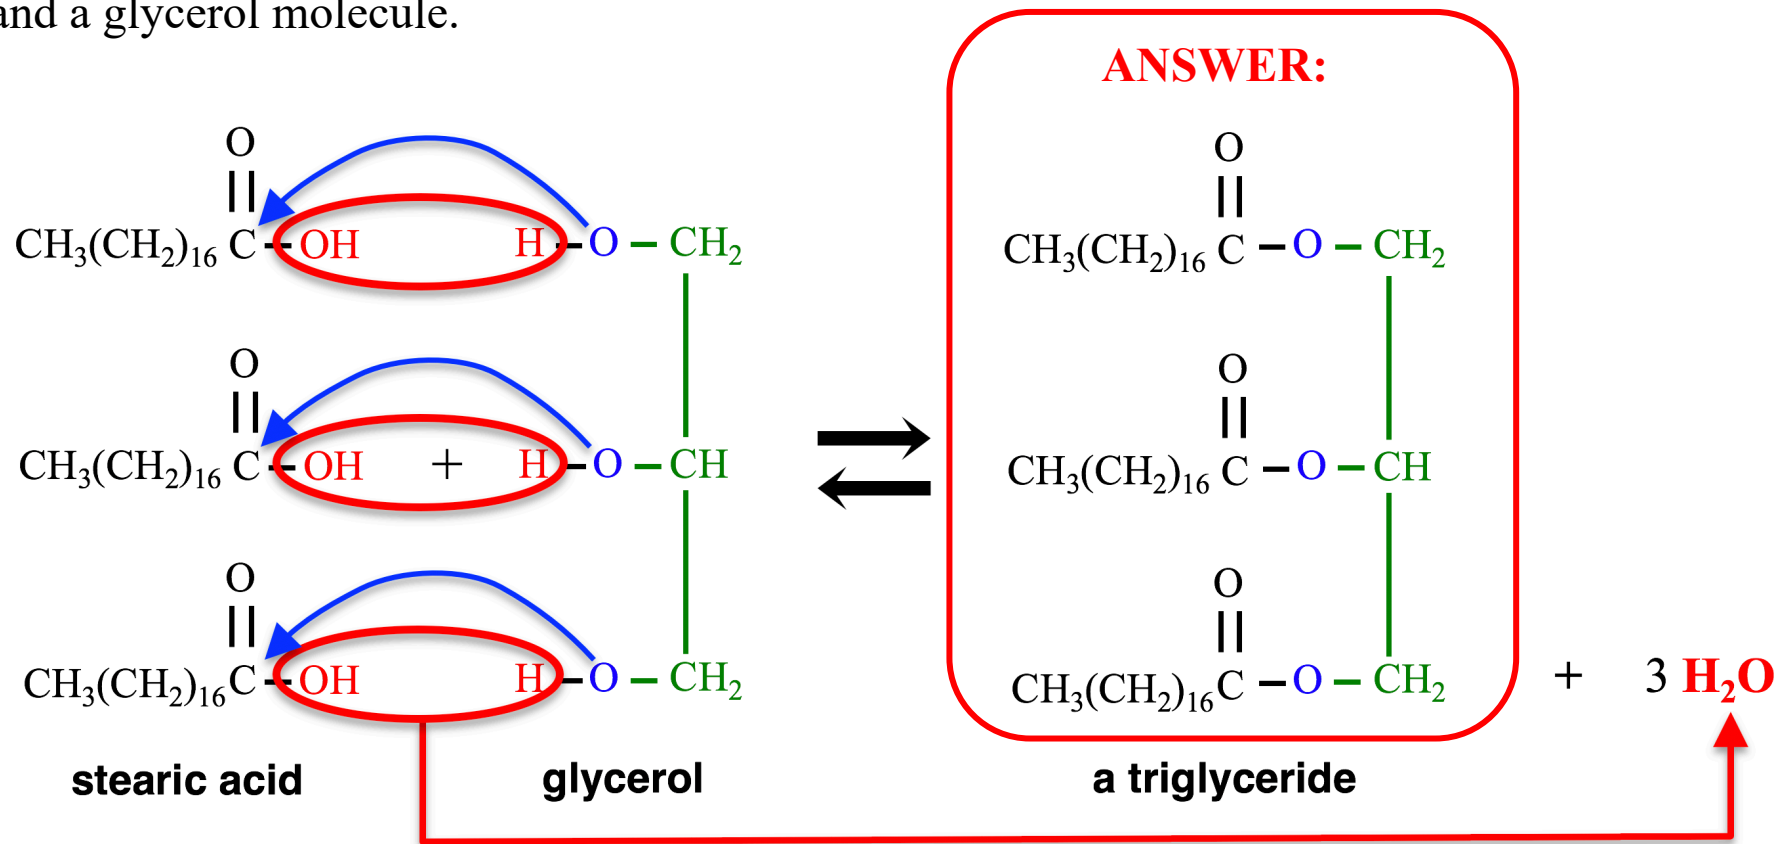 and a glycerol molecule.
ANSWER:
O
O
CH₃(CH₂)₁₆ C – OH H – O – CH₂
CH₃(CH₂)₁₆ C – O – CH₂
O
O
CH₃(CH₂)₁₆ C – OH + H – O – CH
CH₃(CH₂)₁₆ C – O – CH
O
O
CH₃(CH₂)₁₆C – OH H – O – CH₂
CH₃(CH₂)₁₆C – O – CH₂ + 3 H₂O
stearic acid
glycerol
a triglyceride